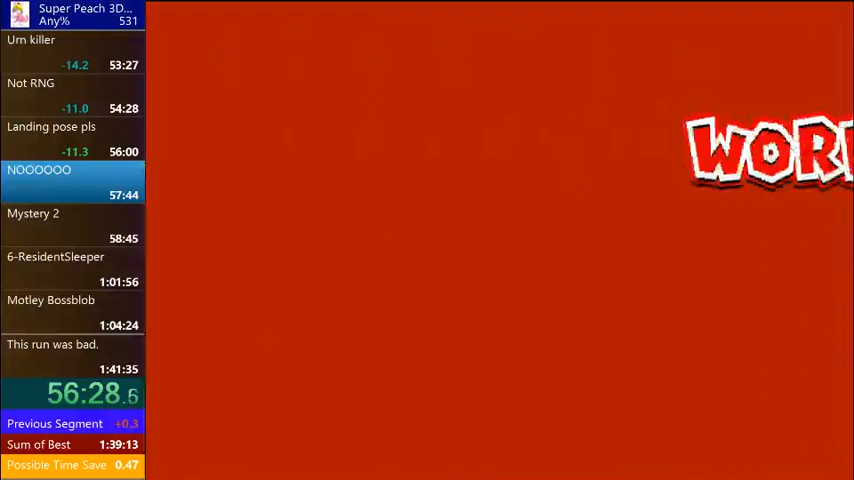 Super Peach 3D...
Any% 531
Urn killer
-14.2 53:27
Not RNG
-11.0 54:28
Landing pose pls
-11.3 56:00
NOOOOOO
57:44
Mystery 2
58:45
6-ResidentSleeper
1:01:56
Motley Bossblob
1:04:24
This run was bad.
1:41:35
56:28.6
Previous Segment +0.3
Sum of Best 1:39:13
Possible Time Save 0.47
WOR